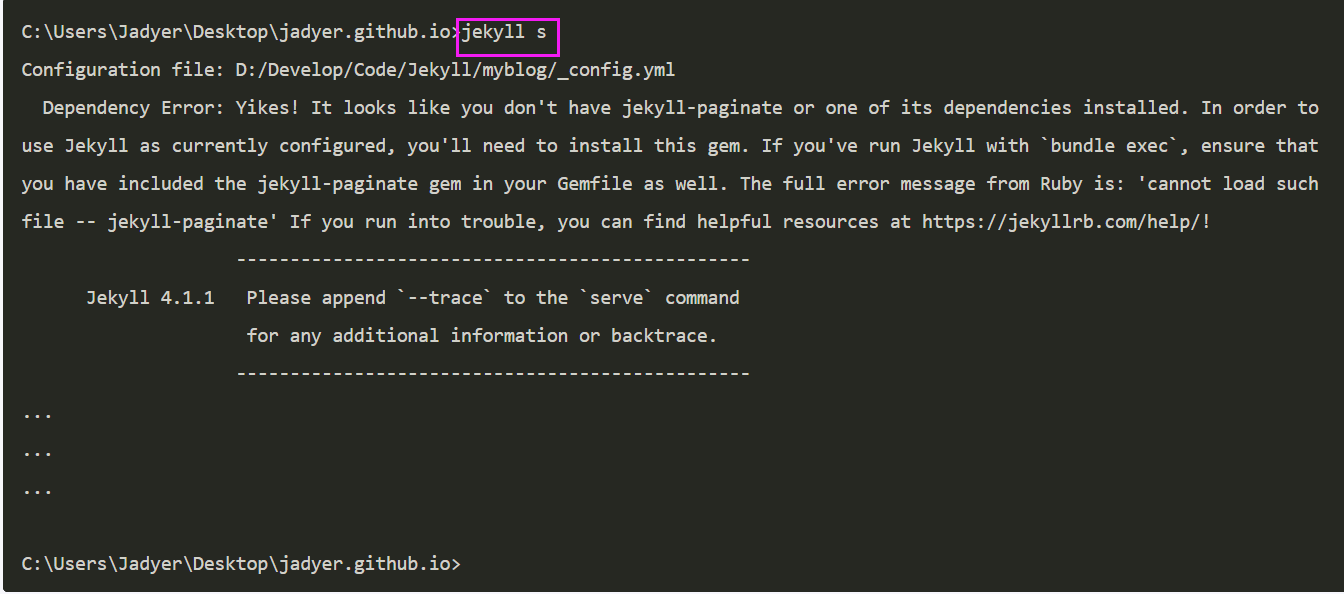 C:\Users\Jadyer\Desktop\jadyer.github.io>jekyll s
Configuration file: D:/Develop/Code/Jekyll/myblog/_config.yml
  Dependency Error: Yikes! It looks like you don't have jekyll-paginate or one of its dependencies installed. In order to
use Jekyll as currently configured, you'll need to install this gem. If you've run Jekyll with `bundle exec`, ensure that
you have included the jekyll-paginate gem in your Gemfile as well. The full error message from Ruby is: 'cannot load such
file -- jekyll-paginate' If you run into trouble, you can find helpful resources at https://jekyllrb.com/help/!
                    ------------------------------------------------
      Jekyll 4.1.1   Please append `--trace` to the `serve` command
                     for any additional information or backtrace.
                    ------------------------------------------------
...
...
...
C:\Users\Jadyer\Desktop\jadyer.github.io>